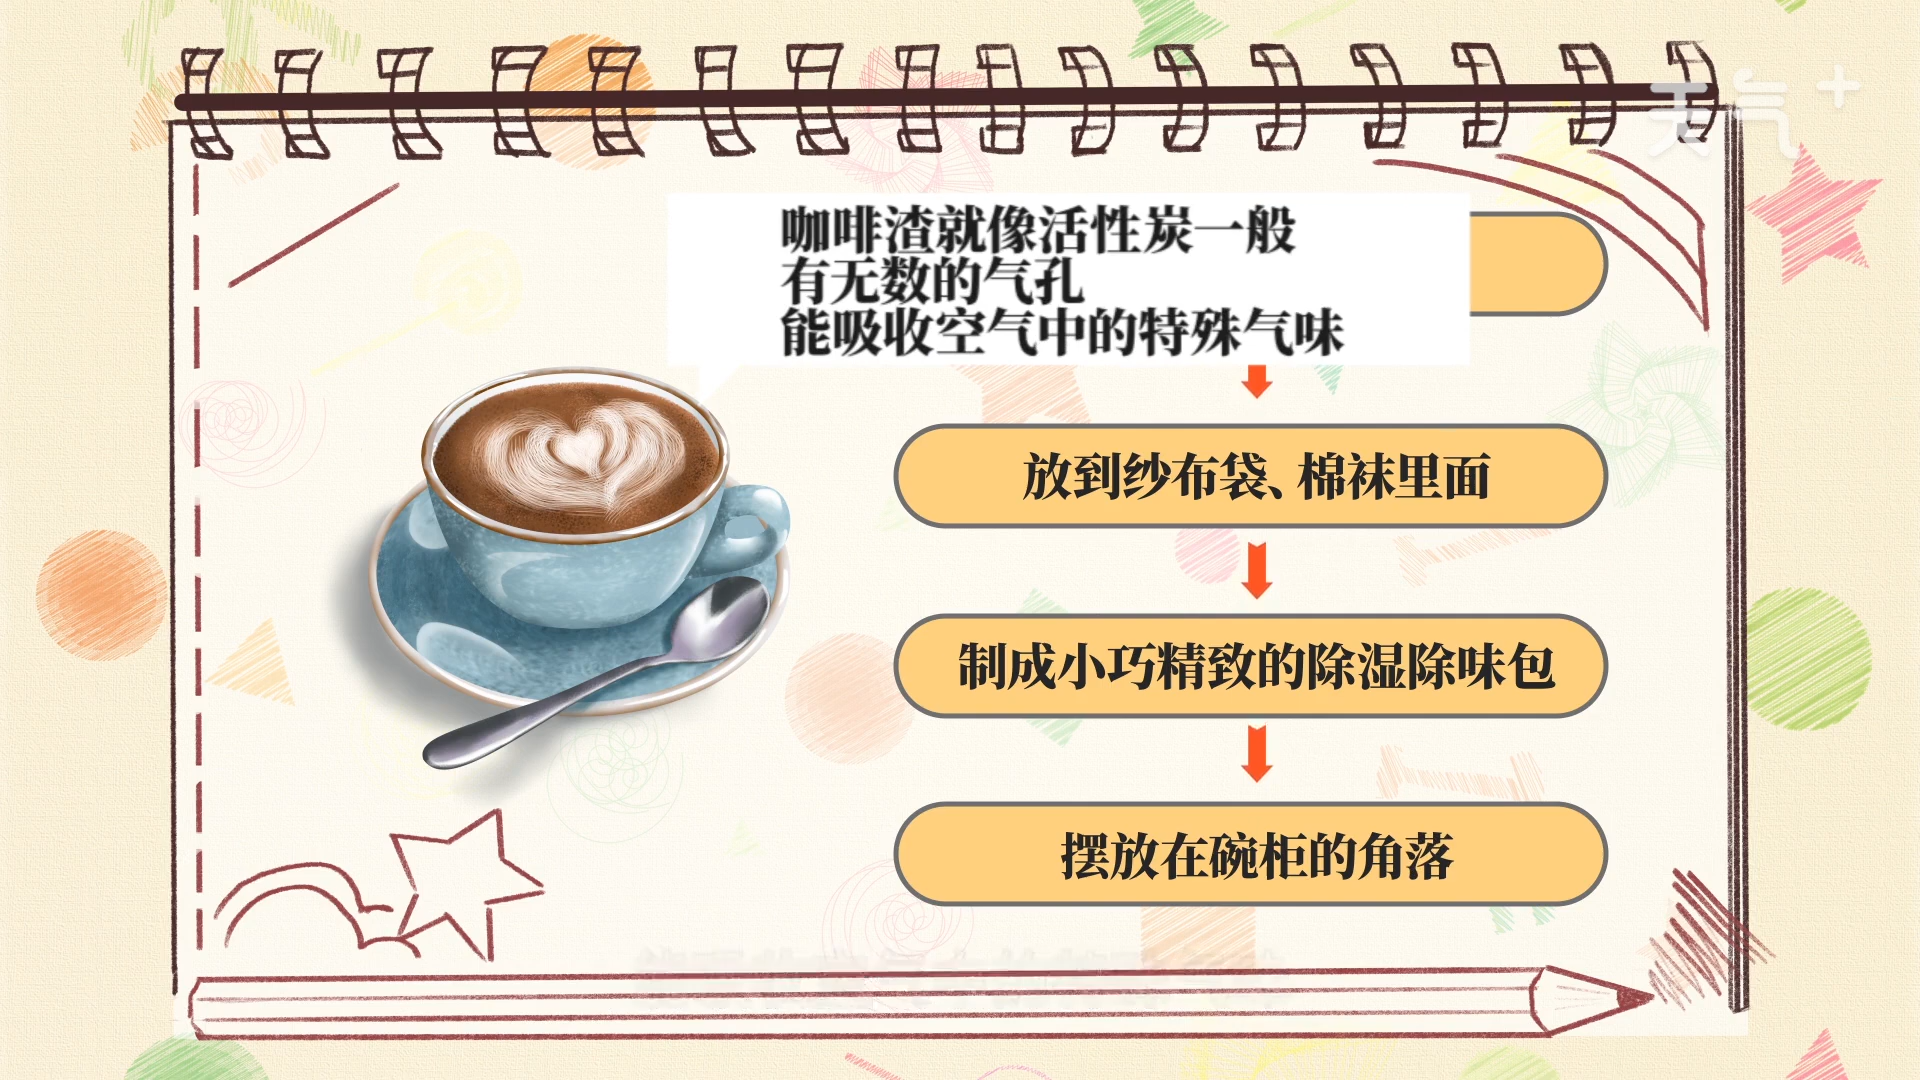 天气+
咖啡渣就像活性炭一般
有无数的气孔
能吸收空气中的特殊气味
放到纱布袋、棉袜里面
制成小巧精致的除湿除味包
摆放在碗柜的角落